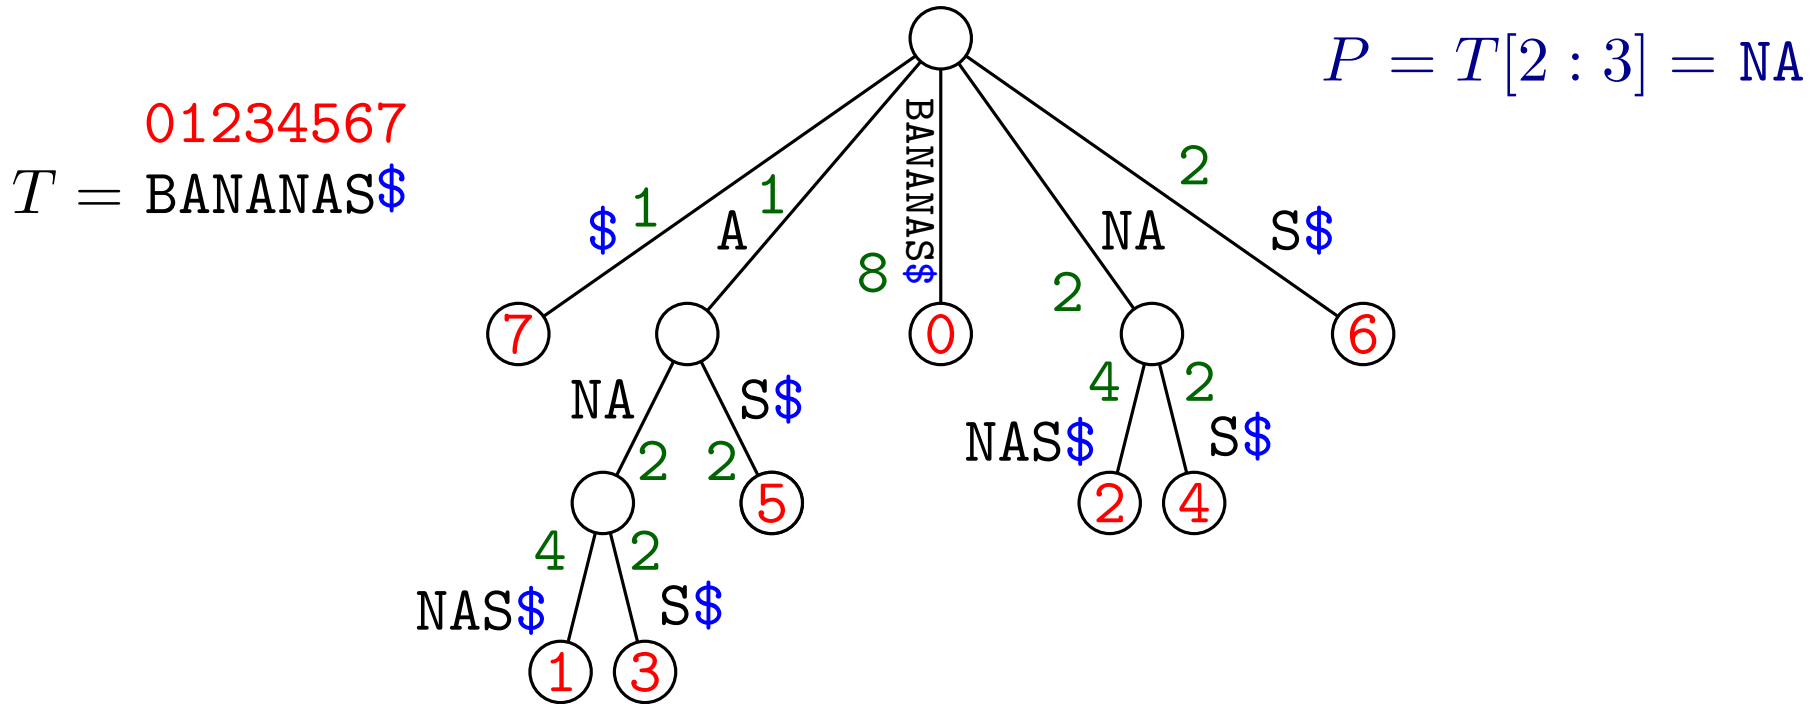 P = T[2 : 3] = NA
01234567
T = BANANAS$
$ 1
A 1
BANANAS$
8
NA
2
S$
2
7
0
6
NA
2
S$
2
NAS$
4
S$
2
5
2
4
NAS$
4
S$
2
1
3